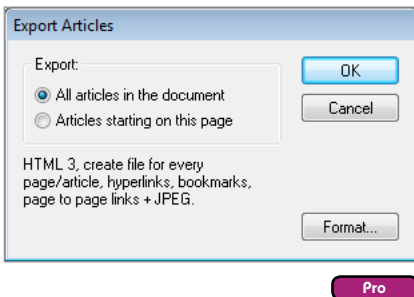 Export Articles
Export:
All articles in the document
Articles starting on this page
OK
Cancel
HTML 3, create file for every
page/article, hyperlinks, bookmarks,
page to page links + JPEG.
Format...
Pro